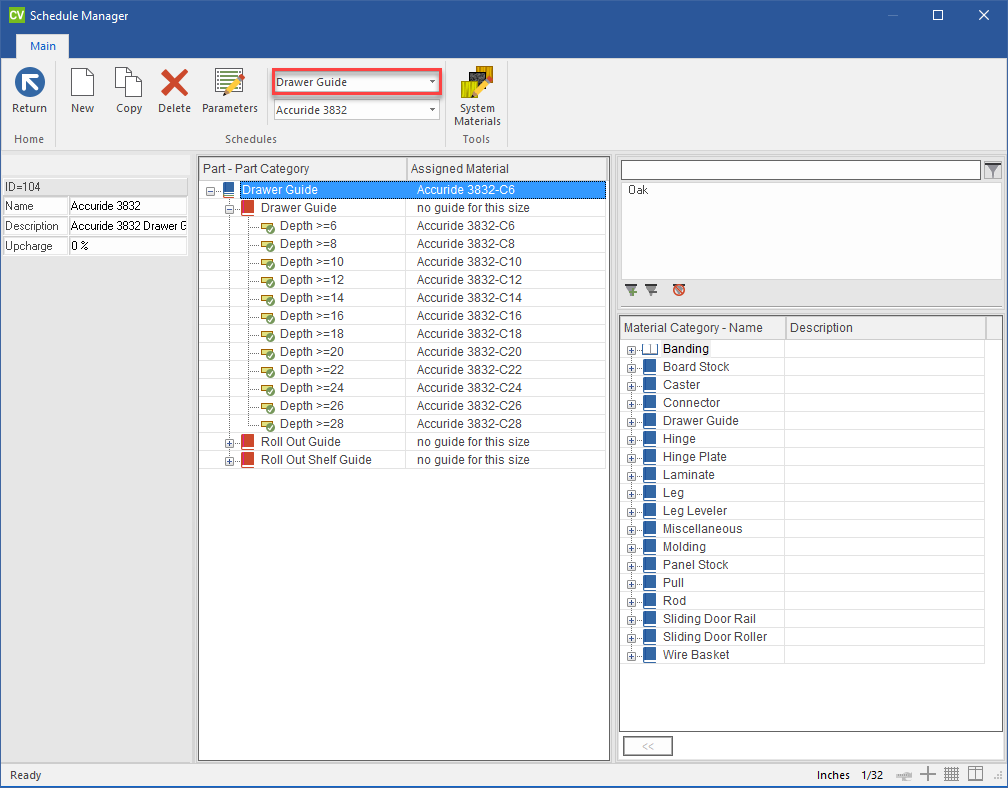 CV Schedule Manager
Main
Return
New
Copy
Delete
Parameters
Drawer Guide
Accuride 3832
System
Materials
Home
Schedules
Tools
ID=104
Name Accuride 3832
Description Accuride 3832 Drawer G
Upcharge 0 %
Part - Part Category Assigned Material
Drawer Guide Accuride 3832-C6
Drawer Guide no guide for this size
Depth >=6 Accuride 3832-C6
Depth >=8 Accuride 3832-C8
Depth >=10 Accuride 3832-C10
Depth >=12 Accuride 3832-C12
Depth >=14 Accuride 3832-C14
Depth >=16 Accuride 3832-C16
Depth >=18 Accuride 3832-C18
Depth >=20 Accuride 3832-C20
Depth >=22 Accuride 3832-C22
Depth >=24 Accuride 3832-C24
Depth >=26 Accuride 3832-C26
Depth >=28 Accuride 3832-C28
Roll Out Guide no guide for this size
Roll Out Shelf Guide no guide for this size
Oak
Material Category - Name Description
Banding
Board Stock
Caster
Connector
Drawer Guide
Hinge
Hinge Plate
Laminate
Leg
Leg Leveler
Miscellaneous
Molding
Panel Stock
Pull
Rod
Sliding Door Rail
Sliding Door Roller
Wire Basket
<<
Ready
Inches 1/32